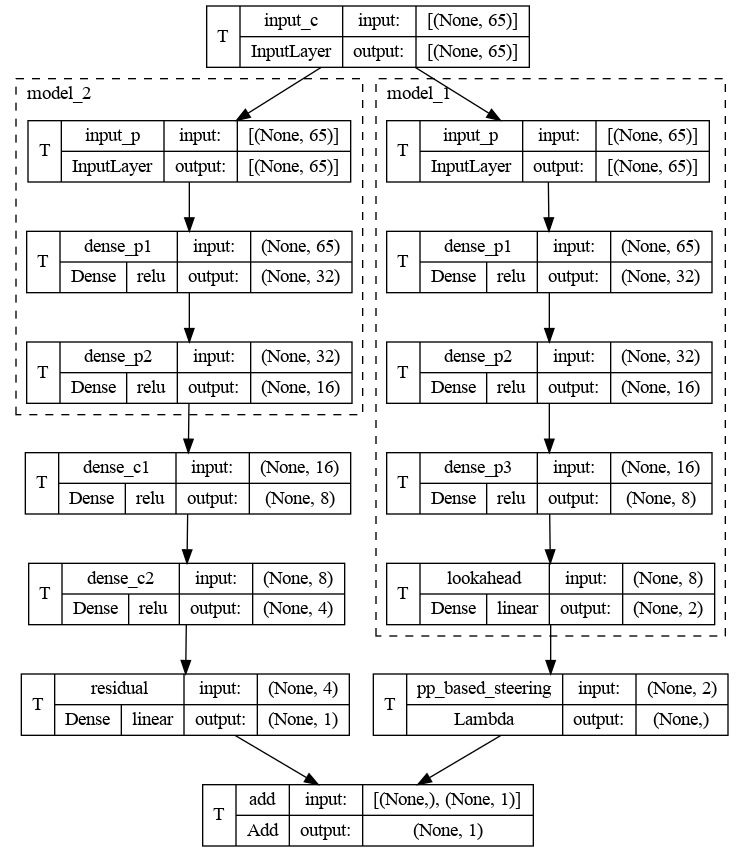 T input_c input: [(None, 65)]
InputLayer output: [(None, 65)]
model_2
T input_p input: [(None, 65)]
InputLayer output: [(None, 65)]
T dense_p1 input: (None, 65)
Dense relu output: (None, 32)
T dense_p2 input: (None, 32)
Dense relu output: (None, 16)
T dense_c1 input: (None, 16)
Dense relu output: (None, 8)
T dense_c2 input: (None, 8)
Dense relu output: (None, 4)
T residual input: (None, 4)
Dense linear output: (None, 1)
model_1
T input_p input: [(None, 65)]
InputLayer output: [(None, 65)]
T dense_p1 input: (None, 65)
Dense relu output: (None, 32)
T dense_p2 input: (None, 32)
Dense relu output: (None, 16)
T dense_p3 input: (None, 16)
Dense relu output: (None, 8)
T lookahead input: (None, 8)
Dense linear output: (None, 2)
T pp_based_steering input: (None, 2)
Lambda output: (None,)
T add input: [(None,), (None, 1)]
Add output: (None, 1)